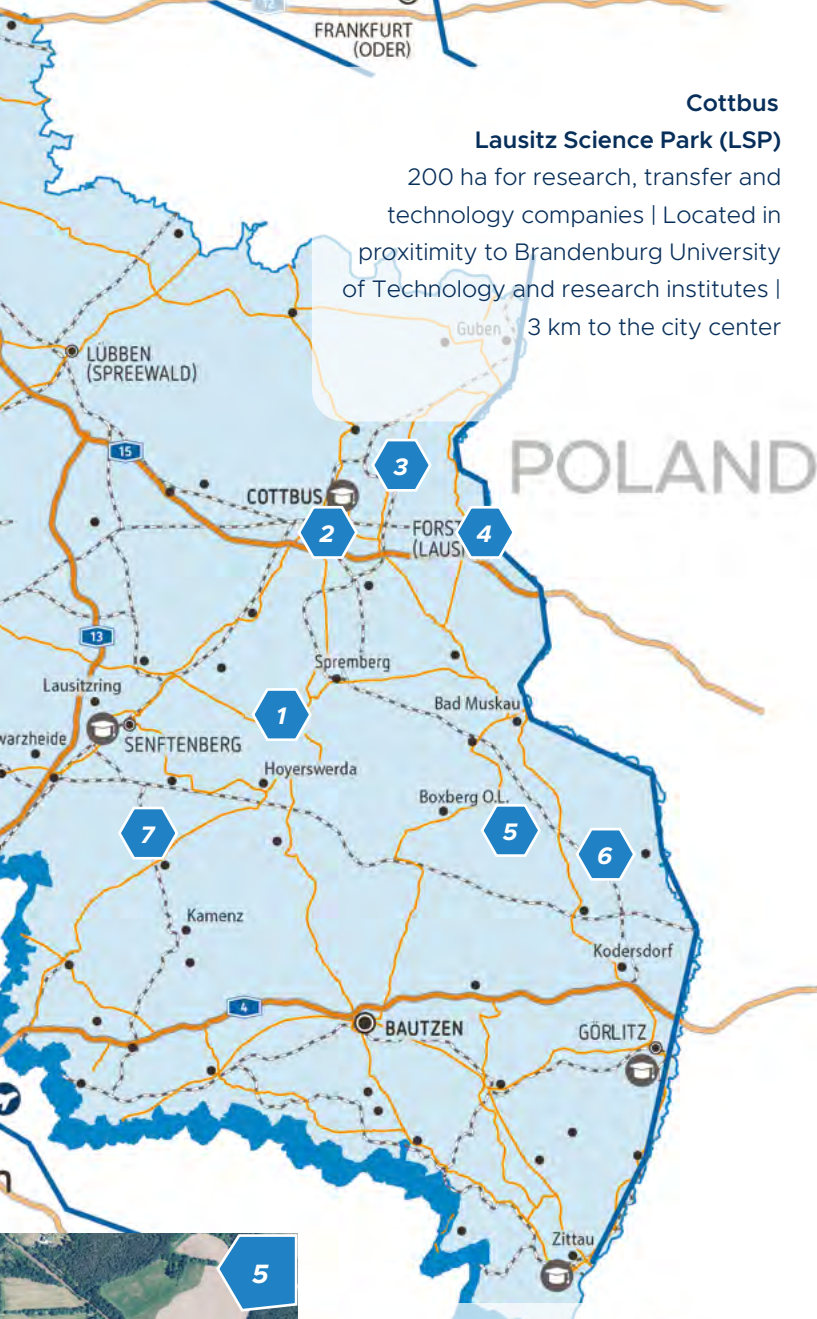 12
FRANKFURT
(ODER)
Cottbus
Lausitz Science Park (LSP)
200 ha for research, transfer and
technology companies | Located in
proxitimity to Brandenburg University
of Technology and research institutes |
3 km to the city center
Guben
LÜBBEN
(SPREEWALD)
15
POLAND
3
COTTBUS
2
FORST
(LAUSI
4
13
Spremberg
Lausitzring
Bad Muskau
1
warzheide
SENFTENBERG
Hoyerswerda
Boxberg O.L.
7
5
6
Kamenz
Kodersdorf
4
BAUTZEN
GÖRLITZ
n
Zittau
5